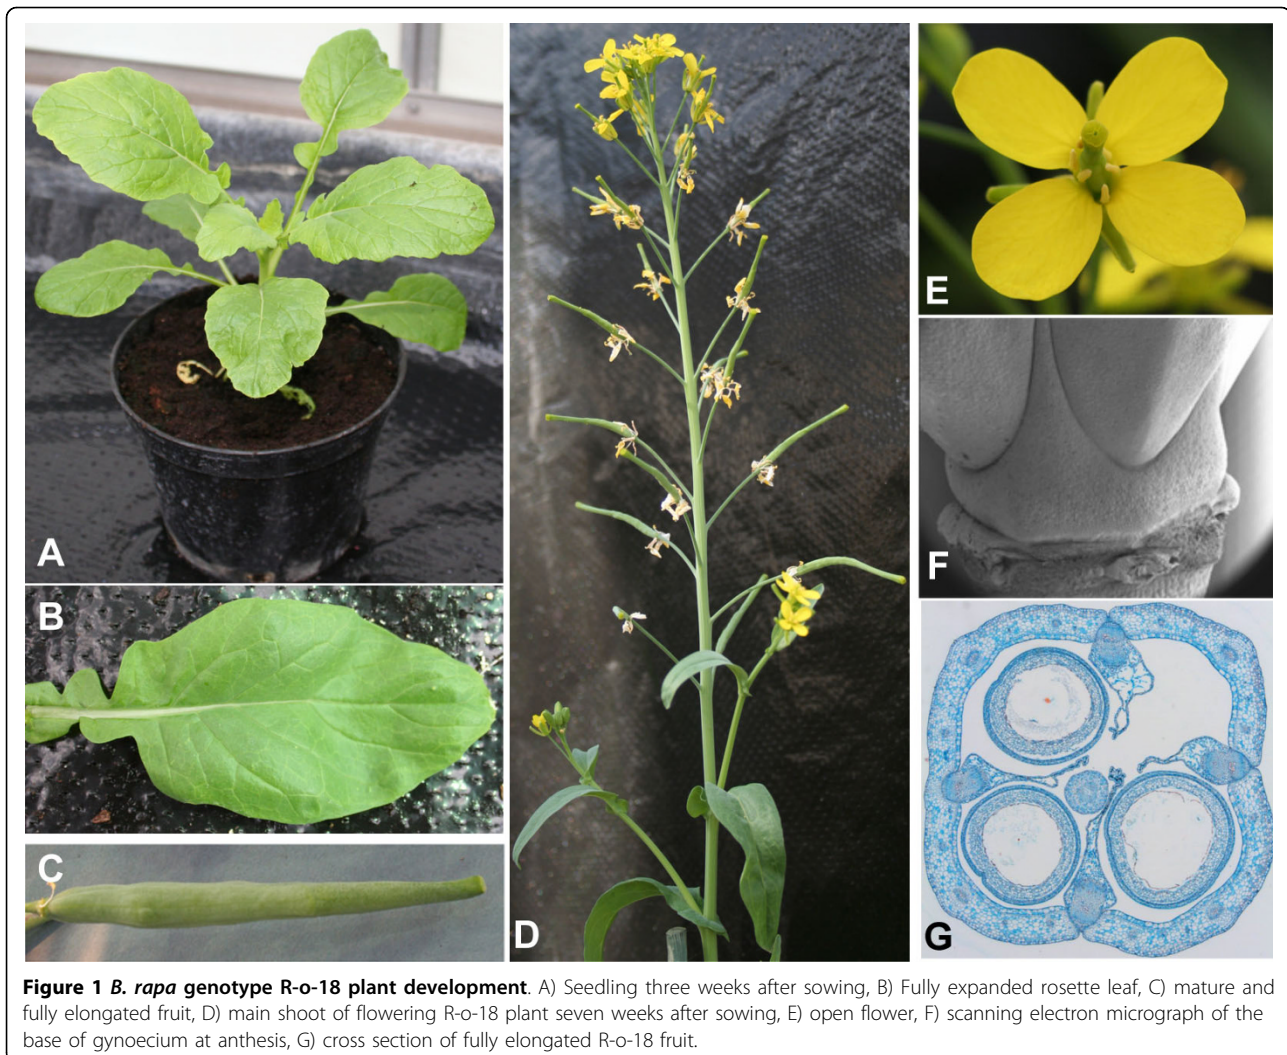 A
B
C
D
E
F
G
Figure 1 B. rapa genotype R-o-18 plant development. A) Seedling three weeks after sowing, B) Fully expanded rosette leaf, C) mature and
fully elongated fruit, D) main shoot of flowering R-o-18 plant seven weeks after sowing, E) open flower, F) scanning electron micrograph of the
base of gynoecium at anthesis, G) cross section of fully elongated R-o-18 fruit.